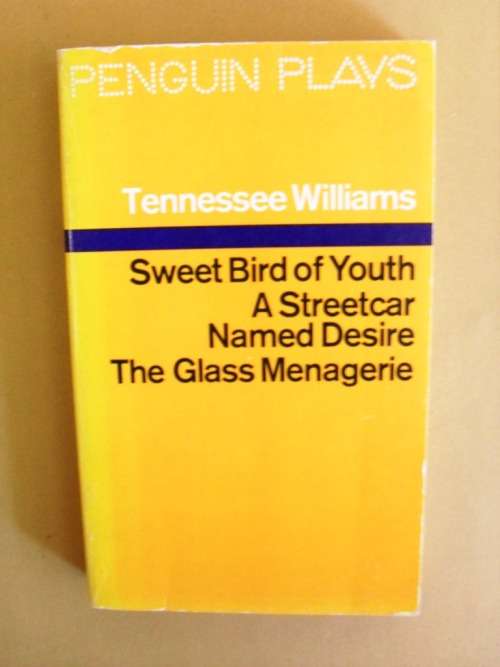 PENGUIN PLAYS
Tennessee Williams
Sweet Bird of Youth
A Streetcar
Named Desire
The Glass Menagerie